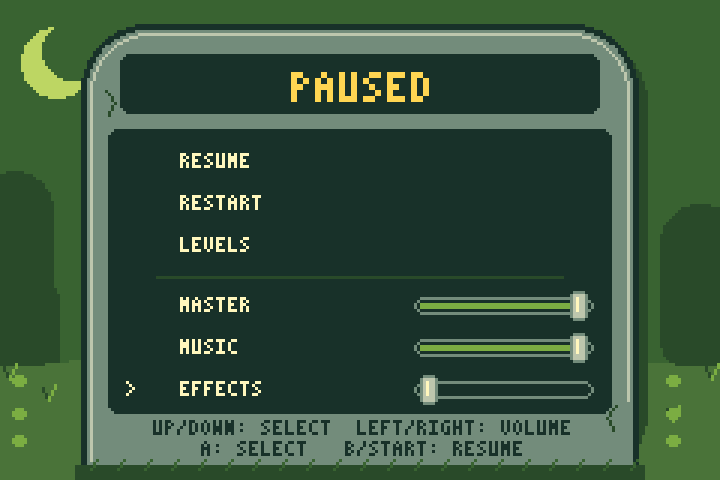 PAUSED
RESUME
RESTART
LEVELS
MASTER
MUSIC
> EFFECTS
UP/DOWN: SELECT LEFT/RIGHT: VOLUME
A: SELECT B/START: RESUME